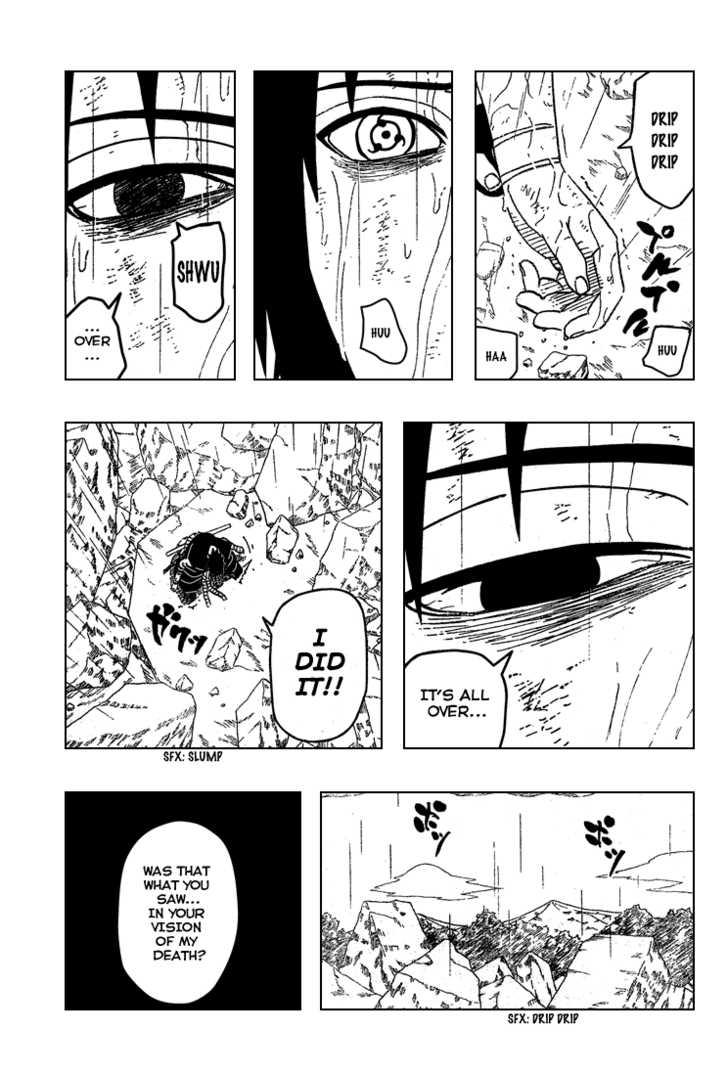 DRIP
DRIP
DRIP
HAA
HUU
HUU
SHWU
...
OVER
...
IT'S ALL
OVER...
I
DID
IT!!
SFX: SLUMP
SFX: DRIP DRIP
WAS THAT
WHAT YOU
SAW...
IN YOUR
VISION
OF MY
DEATH?